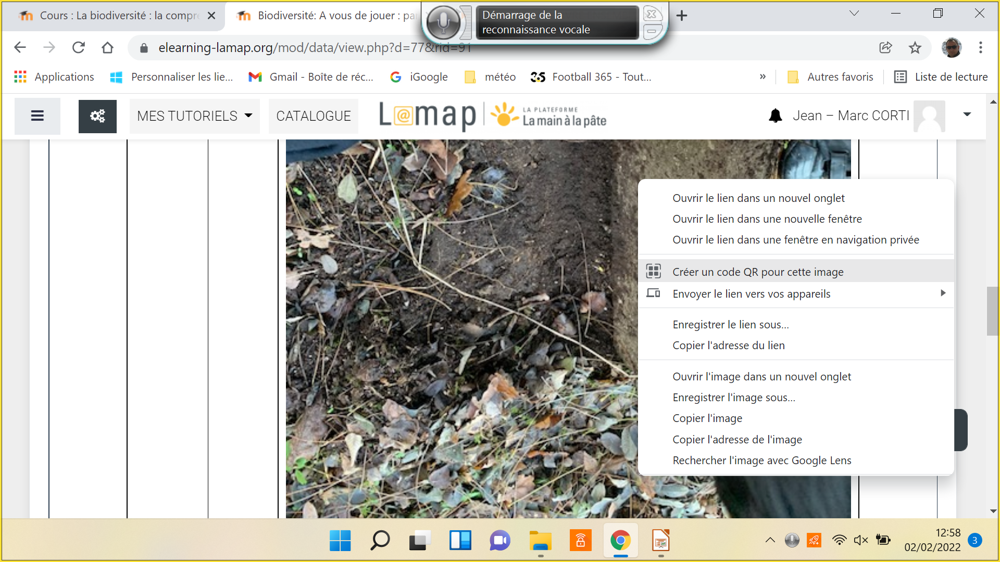 Cours : La biodiversité : la compre
Biodiversité: A vous de jouer : pa
Démarrage de la
reconnaissance vocale
elearning-lamap.org/mod/data/view.php?d=77&rid=91
Applications
Personnaliser les lie...
Gmail - Boîte de réc...
iGoogle
météo
365
Football 365 - Tout...
»
Autres favoris
Liste de lecture
MES TUTORIELS
CATALOGUE
L@map
LA PLATEFORME
La main à la pâte
Jean – Marc CORTI
Ouvrir le lien dans un nouvel onglet
Ouvrir le lien dans une nouvelle fenêtre
Ouvrir le lien dans une fenêtre en navigation privée
Créer un code QR pour cette image
Envoyer le lien vers vos appareils
Enregistrer le lien sous...
Copier l'adresse du lien
Ouvrir l'image dans un nouvel onglet
Enregistrer l'image sous...
Copier l'image
Copier l'adresse de l'image
Rechercher l'image avec Google Lens
12:58
02/02/2022
3